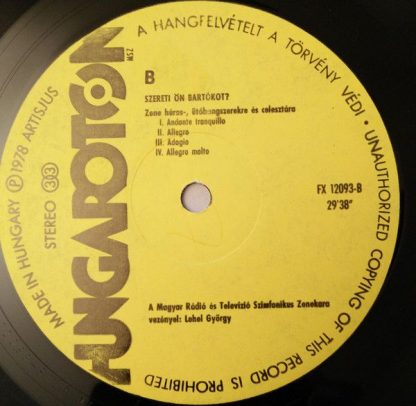 A HANGFELVÉTELT A TÖRVÉNY VÉDI • UNAUTHORIZED COPYING OF THIS RECORD IS PROHIBITED
MADE IN HUNGARY Ⓟ 1978 ARTISJUS
STEREO 33
HUNGAROTON
MSZ
B
SZERETI ÖN BARTÓKOT?
Zene húros-, ütőhangszerekre és celesztára
I. Andante tranquillo
II. Allegro
III. Adagio
IV. Allegro molto
FX 12093-B
29'38"
A Magyar Rádió és Televízió Szimfonikus Zenekara
vezényel: Lehel György